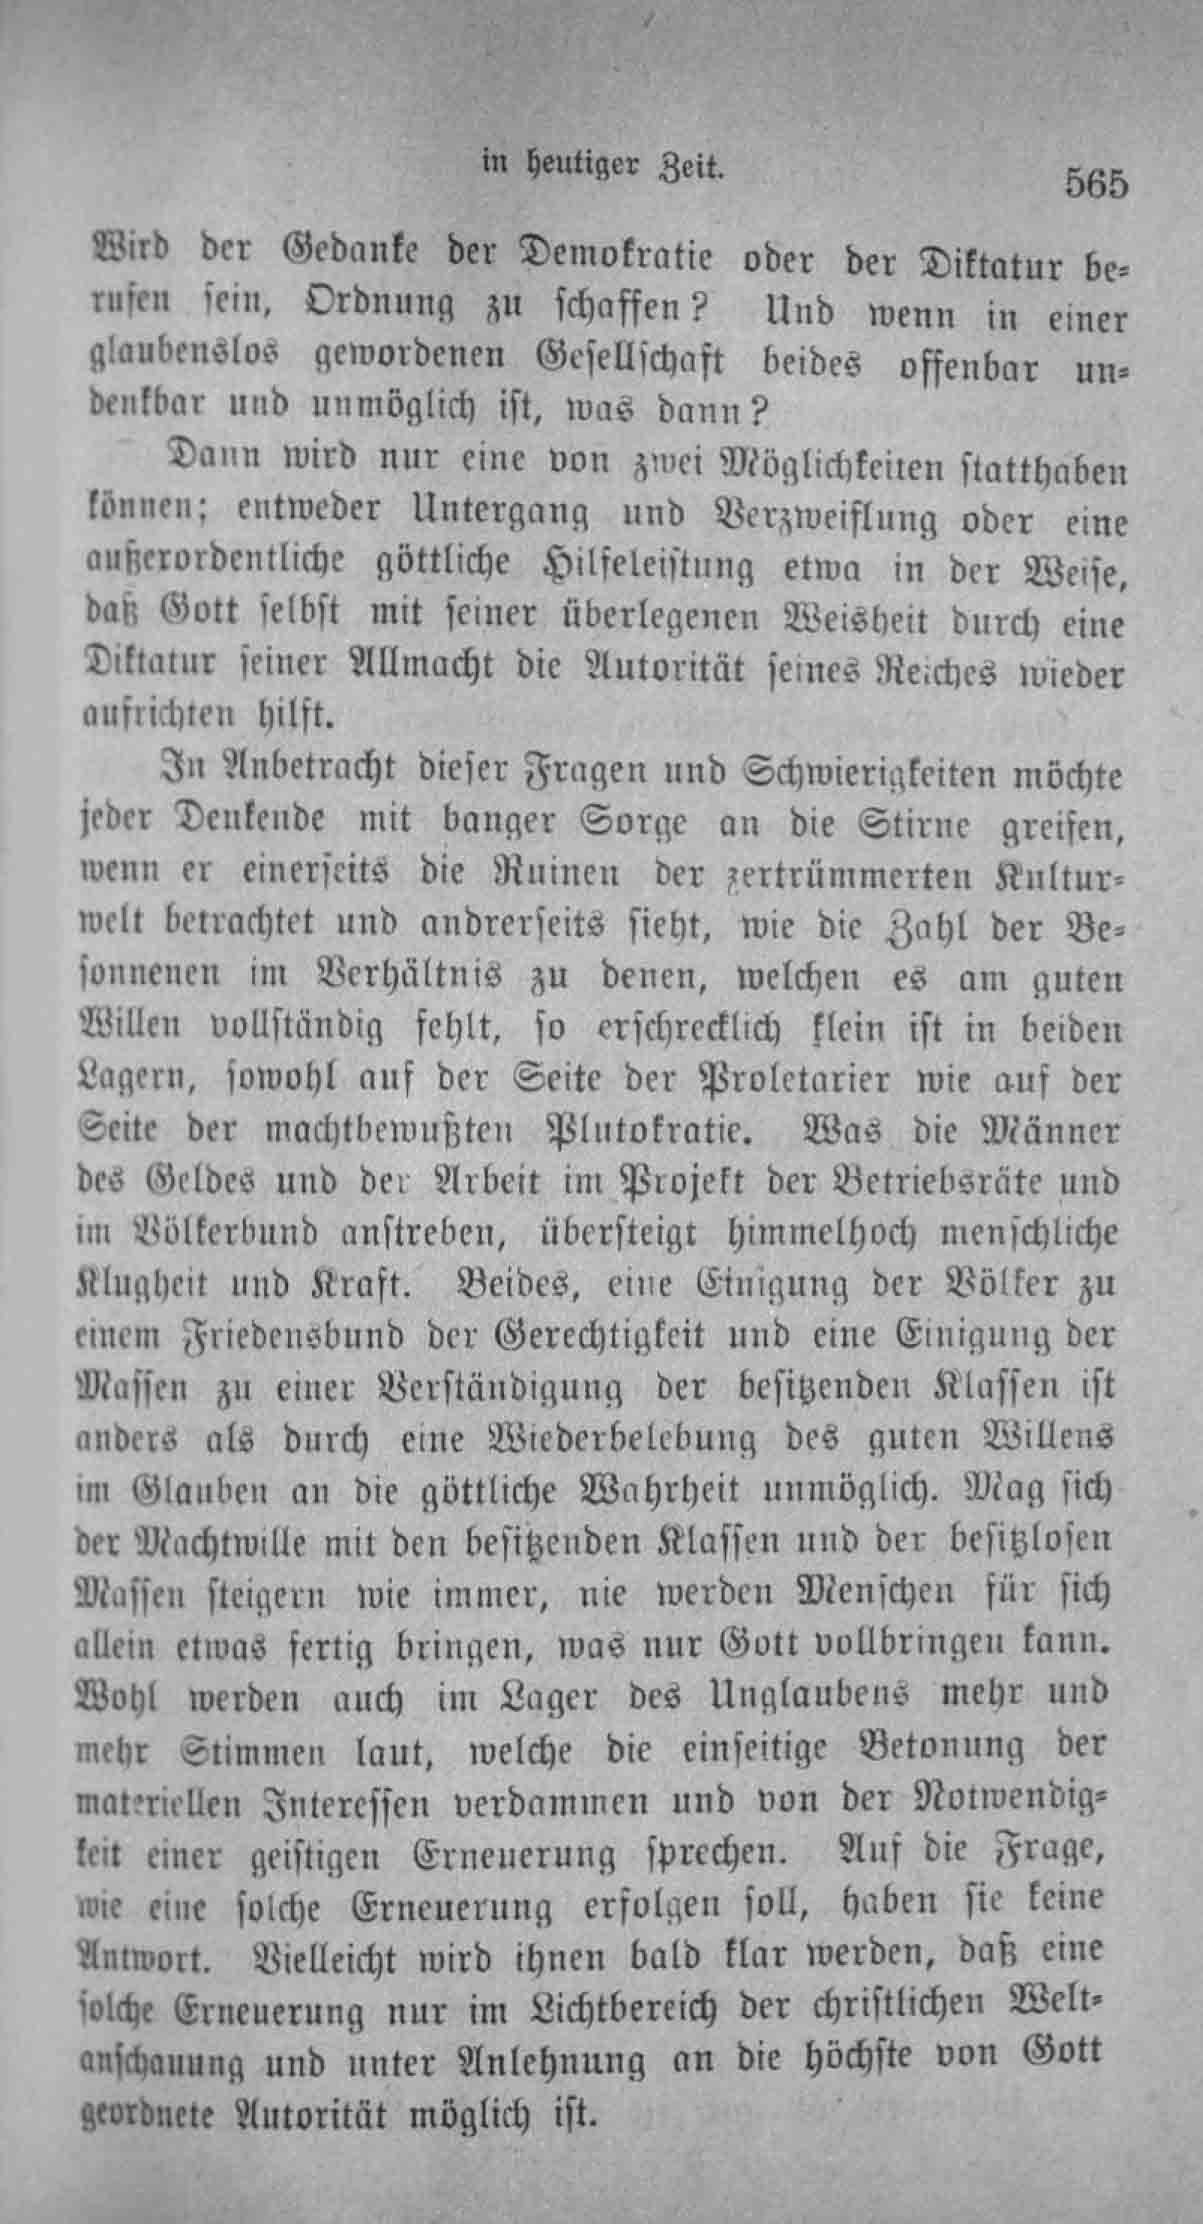 in heutiger Zeit.
565
Wird der Gedanke der Demokratie oder der Diktatur be-
rufen sein, Ordnung zu schaffen? Und wenn in einer
glaubenslos gewordenen Gesellschaft beides offenbar un-
denkbar und unmöglich ist, was dann?
Dann wird nur eine von zwei Möglichkeiten statthaben
können; entweder Untergang und Verzweiflung oder eine
außerordentliche göttliche Hilfeleistung etwa in der Weise,
daß Gott selbst mit seiner überlegenen Weisheit durch eine
Diktatur seiner Allmacht die Autorität seines Reiches wieder
aufrichten hilft.
In Anbetracht dieser Fragen und Schwierigkeiten möchte
jeder Denkende mit banger Sorge an die Stirne greifen,
wenn er einerseits die Ruinen der zertrümmerten Kultur-
welt betrachtet und andrerseits sieht, wie die Zahl der Be-
sonnenen im Verhältnis zu denen, welchen es am guten
Willen vollständig fehlt, so erschrecklich klein ist in beiden
Lagern, sowohl auf der Seite der Proletarier wie auf der
Seite der machtbewußten Plutokratie. Was die Männer
des Geldes und der Arbeit im Projekt der Betriebsräte und
im Völkerbund anstreben, übersteigt himmelhoch menschliche
Klugheit und Kraft. Beides, eine Einigung der Völker zu
einem Friedensbund der Gerechtigkeit und eine Einigung der
Massen zu einer Verständigung der besitzenden Klassen ist
anders als durch eine Wiederbelebung des guten Willens
im Glauben an die göttliche Wahrheit unmöglich. Mag sich
der Machtwille mit den besitzenden Klassen und der besitzlosen
Massen steigern wie immer, nie werden Menschen für sich
allein etwas fertig bringen, was nur Gott vollbringen kann.
Wohl werden auch im Lager des Unglaubens mehr und
mehr Stimmen laut, welche die einseitige Betonung der
materiellen Interessen verdammen und von der Notwendig-
keit einer geistigen Erneuerung sprechen. Auf die Frage,
wie eine solche Erneuerung erfolgen soll, haben sie keine
Antwort. Vielleicht wird ihnen bald klar werden, daß eine
solche Erneuerung nur im Lichtbereich der christlichen Welt-
anschauung und unter Anlehnung an die höchste von Gott
geordnete Autorität möglich ist.